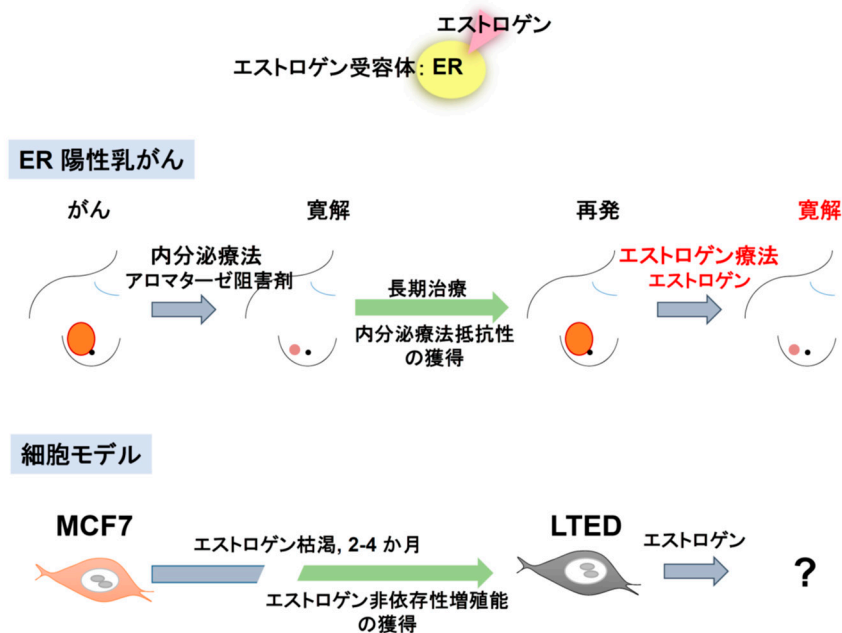 エストロゲン
エストロゲン受容体: ER
ER 陽性乳がん
がん
寛解
再発
寛解
内分泌療法
アロマターゼ阻害剤
長期治療
内分泌療法抵抗性
の獲得
エストロゲン療法
エストロゲン
細胞モデル
MCF7
エストロゲン枯渇, 2-4 か月
エストロゲン非依存性増殖能
の獲得
LTED
エストロゲン
?